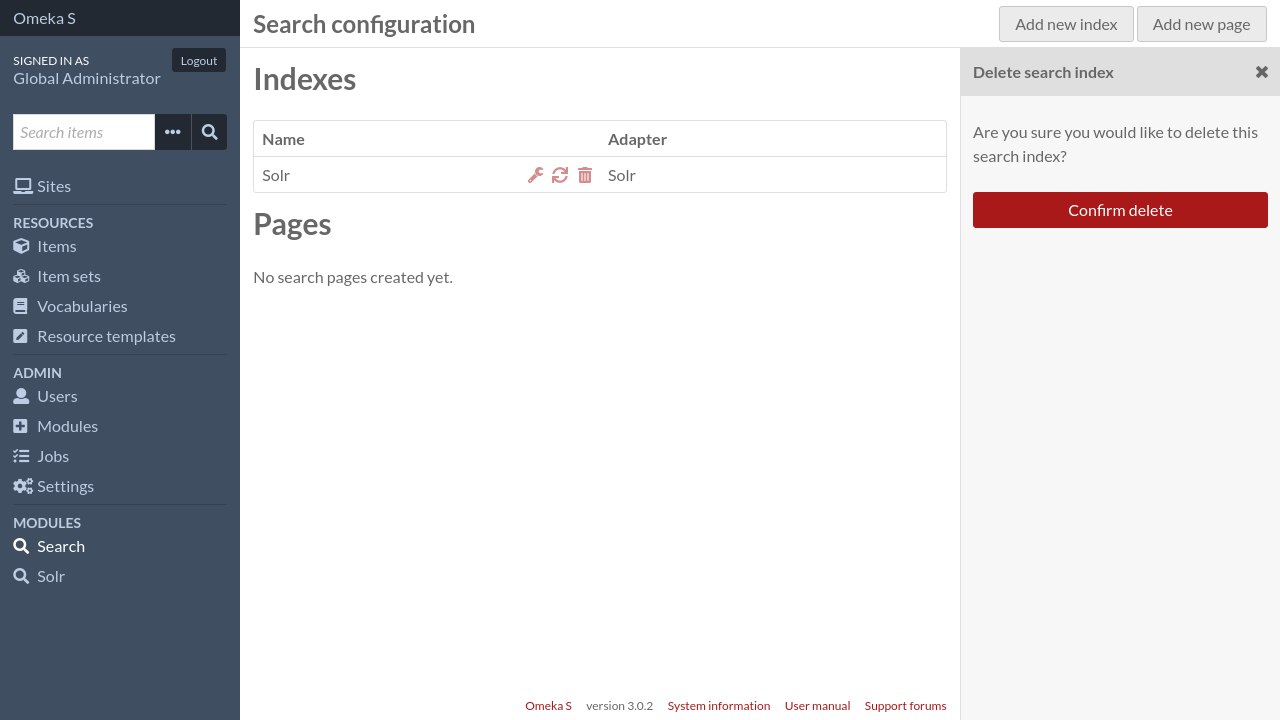 Omeka S
SIGNED IN AS
Global Administrator
Logout
Search items
Sites
RESOURCES
Items
Item sets
Vocabularies
Resource templates
ADMIN
Users
Modules
Jobs
Settings
MODULES
Search
Solr
Search configuration
Add new index
Add new page
Indexes
Name Adapter
Solr Solr
Pages
No search pages created yet.
Delete search index
Are you sure you would like to delete this
search index?
Confirm delete
Omeka S version 3.0.2 System information User manual Support forums